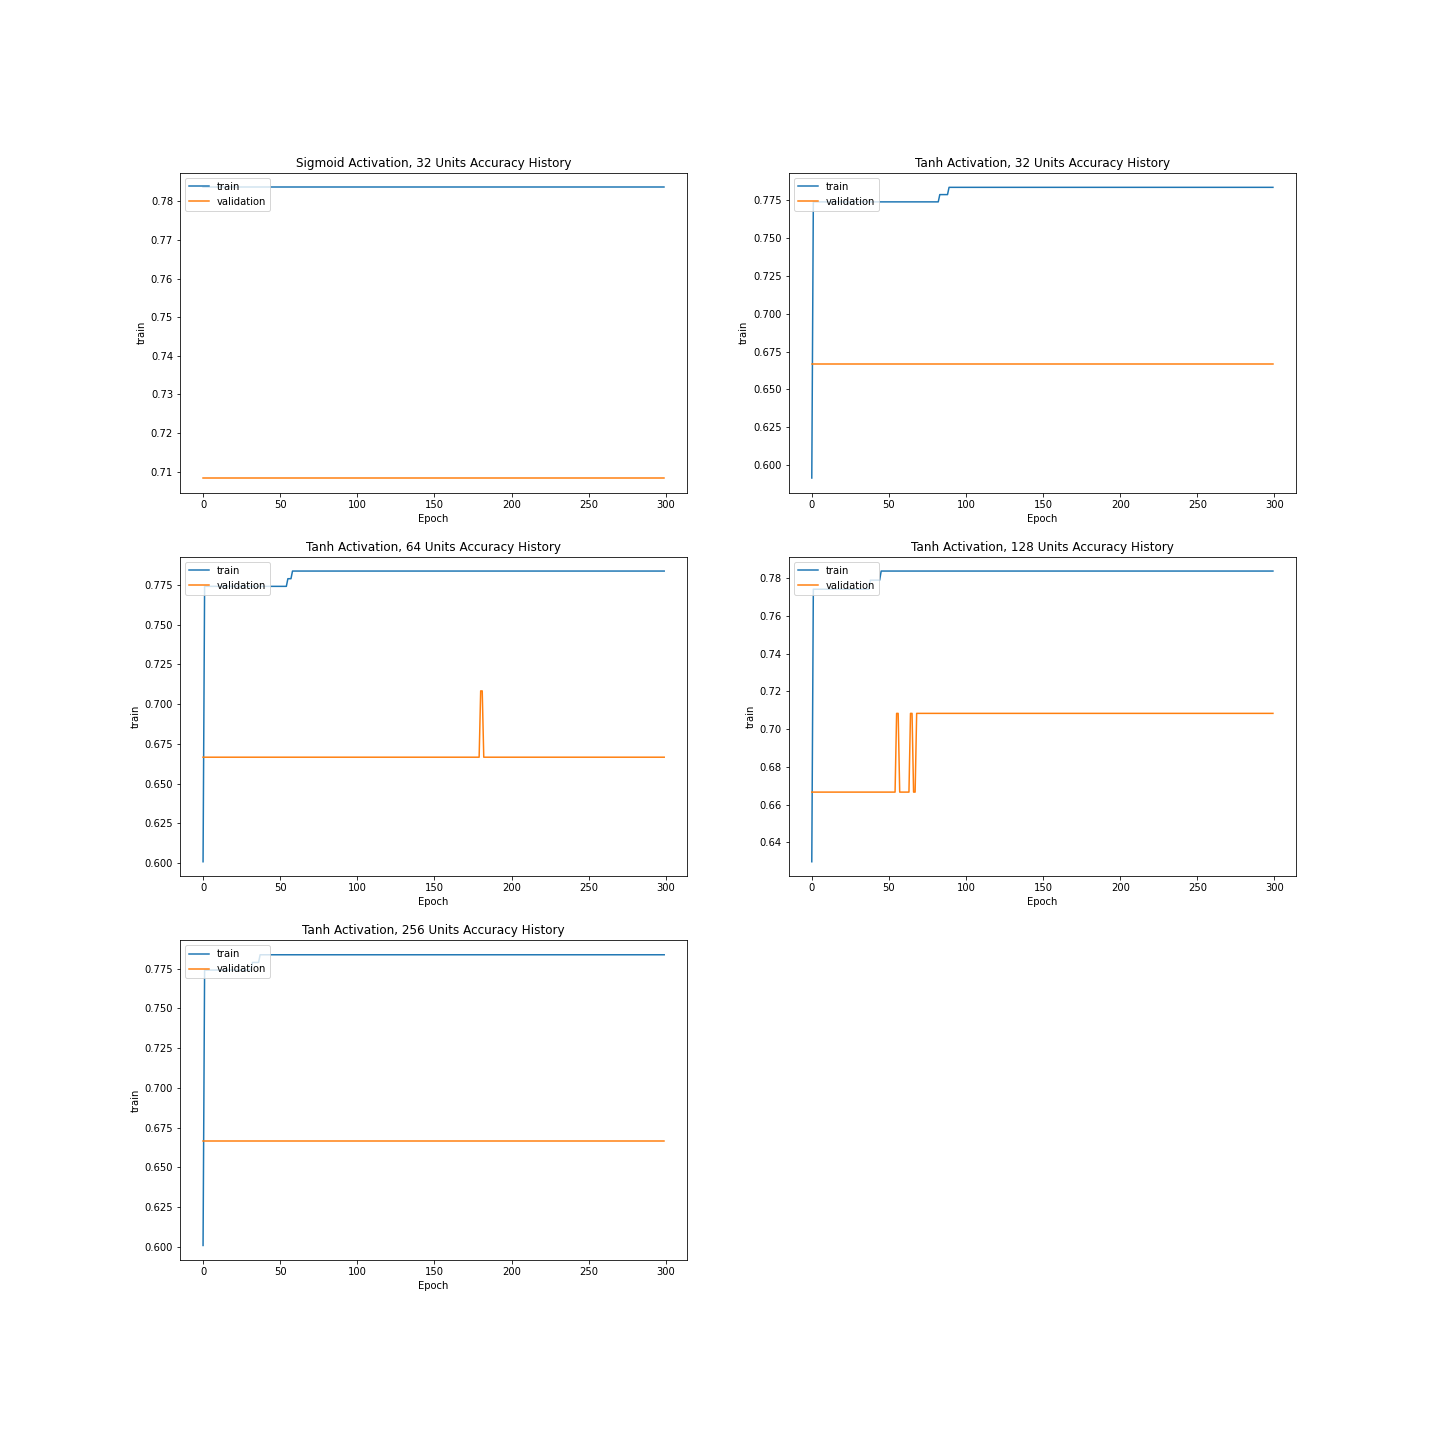 Sigmoid Activation, 32 Units Accuracy History
train
validation
0.78
0.77
0.76
0.75
0.74
0.73
0.72
0.71
train
0 50 100 150 200 250 300
Epoch
Tanh Activation, 32 Units Accuracy History
train
validation
0.775
0.750
0.725
0.700
0.675
0.650
0.625
0.600
train
0 50 100 150 200 250 300
Epoch
Tanh Activation, 64 Units Accuracy History
train
validation
0.775
0.750
0.725
0.700
0.675
0.650
0.625
0.600
train
0 50 100 150 200 250 300
Epoch
Tanh Activation, 128 Units Accuracy History
train
validation
0.78
0.76
0.74
0.72
0.70
0.68
0.66
0.64
train
0 50 100 150 200 250 300
Epoch
Tanh Activation, 256 Units Accuracy History
train
validation
0.775
0.750
0.725
0.700
0.675
0.650
0.625
0.600
train
0 50 100 150 200 250 300
Epoch